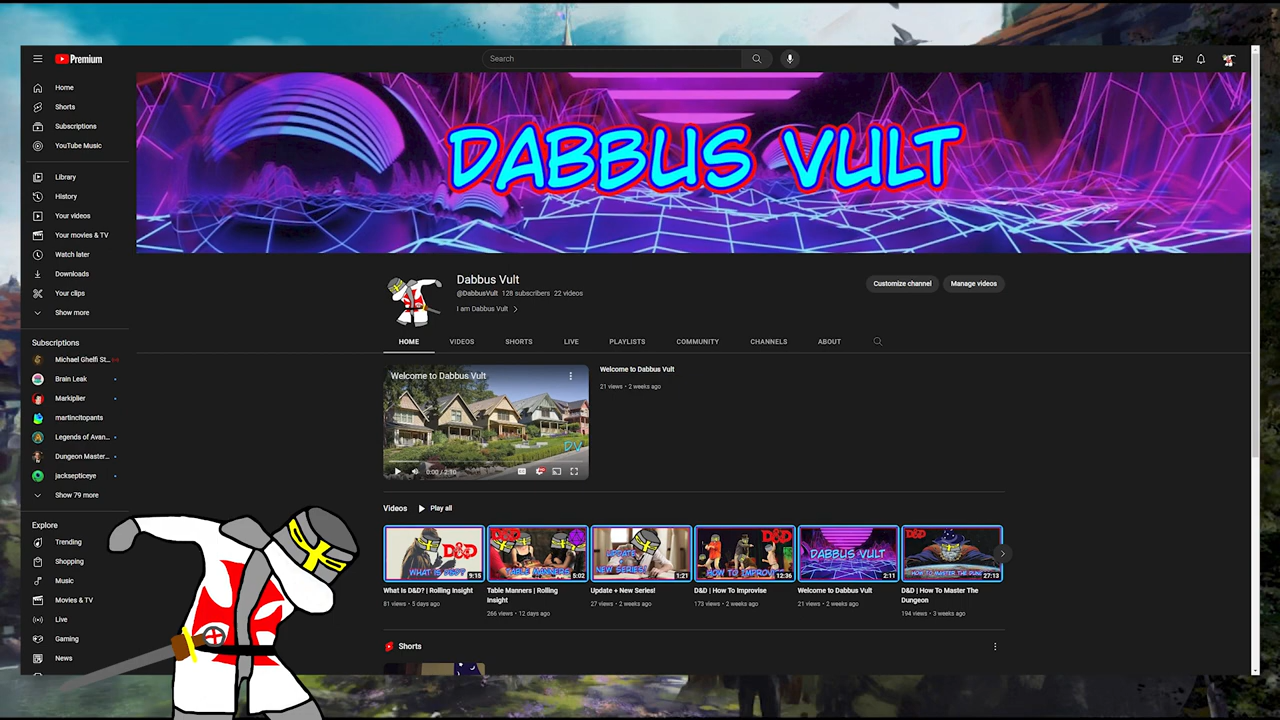 Premium
Search
Home
Shorts
Subscriptions
YouTube Music
Library
History
Your videos
Your movies & TV
Watch later
Downloads
Your clips
Show more
Subscriptions
Michael Ghelfi St...
Brain Leak
Markiplier
martincitopants
Legends of Avan...
Dungeon Master...
jacksepticeye
Show 79 more
Explore
Trending
Shopping
Music
Movies & TV
Live
Gaming
News
DABBUS VULT
Dabbus Vult
@DabbusVult 128 subscribers 22 videos
I am Dabbus Vult
Customize channel
Manage videos
HOME VIDEOS SHORTS LIVE PLAYLISTS COMMUNITY CHANNELS ABOUT
Welcome to Dabbus Vult
DV
0:00 / 2:10
Welcome to Dabbus Vult
21 views • 2 weeks ago
Videos Play all
D&D
WHAT IS D&D?
9:15
What Is D&D? | Rolling Insight
81 views • 5 days ago
D&D
TABLE MANNERS
5:02
Table Manners | Rolling
Insight
266 views • 12 days ago
UPDATE
NEW SERIES!
1:21
Update + New Series!
27 views • 2 weeks ago
D&D
HOW TO IMPROVISE
12:36
D&D | How To Improvise
173 views • 2 weeks ago
DABBUS VULT
2:11
Welcome to Dabbus Vult
21 views • 2 weeks ago
D&D
HOW TO MASTER THE
27:13
D&D | How To Master The
Dungeon
194 views • 3 weeks ago
Shorts